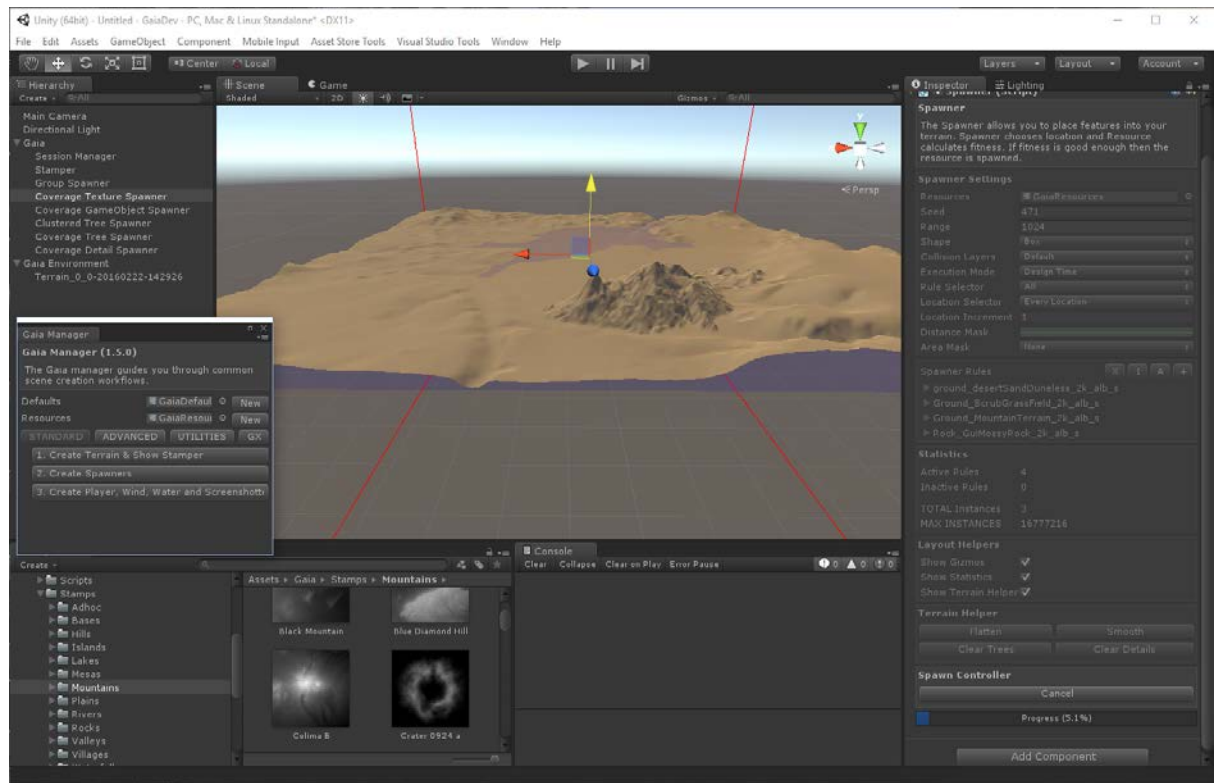 Unity (64bit) - Untitled - GaiaDev - PC, Mac & Linux Standalone* <DX11>
File Edit Assets GameObject Component Mobile Input Asset Store Tools Visual Studio Tools Window Help
Center Local Layers Layout Account
Hierarchy
Create All
Main Camera
Directional Light
Gaia
Session Manager
Stamper
Group Spawner
Coverage Texture Spawner
Coverage GameObject Spawner
Clustered Tree Spawner
Coverage Tree Spawner
Coverage Detail Spawner
Gaia Environment
Terrain_0_0-20160222-142926
Scene Game
Shaded 2D Gizmos All
y
Persp
Gaia Manager
Gaia Manager (1.5.0)
The Gaia manager guides you through common
scene creation workflows.
Defaults GaiaDefaul New
Resources GaiaResou New
STANDARD ADVANCED UTILITIES GX
1. Create Terrain & Show Stamper
2. Create Spawners
3. Create Player, Wind, Water and Screenshott
Create
Scripts
Stamps
Adhoc
Bases
Hills
Islands
Lakes
Mesas
Mountains
Plains
Rivers
Rocks
Valleys
Villages
Assets Gaia Stamps Mountains
Black Mountain Blue Diamond Hill
Culima B Crater 0924 a
Console
Clear Collapse Clear on Play Error Pause 0 0 0
Inspector Lighting
Spawner (Script)
Spawner
The Spawner allows you to place features into your
terrain. Spawner chooses location and Resource
calculates fitness. If fitness is good enough then the
resource is spawned.
Spawner Settings
Resources GaiaResources
Seed 471
Range 1024
Shape Box
Collision Layers Default
Execution Mode Design Time
Rule Selector All
Location Selector Every Location
Location Increment
Distance Mask
Area Mask None
Spawner Rules X I A +
ground_desertSandDuneless_2k_alb_s
Ground_ScrubGrassField_2k_alb_s
Ground_MountainTerrain_2k_alb_s
Rock_GulMossyRock_2k_alb_s
Statistics
Active Rules 4
Inactive Rules 0
TOTAL Instances 3
MAX INSTANCES 16777216
Layout Helpers
Show Gizmos
Show Statistics
Show Terrain Helper
Terrain Helper
Flatten Smooth
Clear Trees Clear Details
Spawn Controller
Cancel
Progress (5.1%)
Add Component